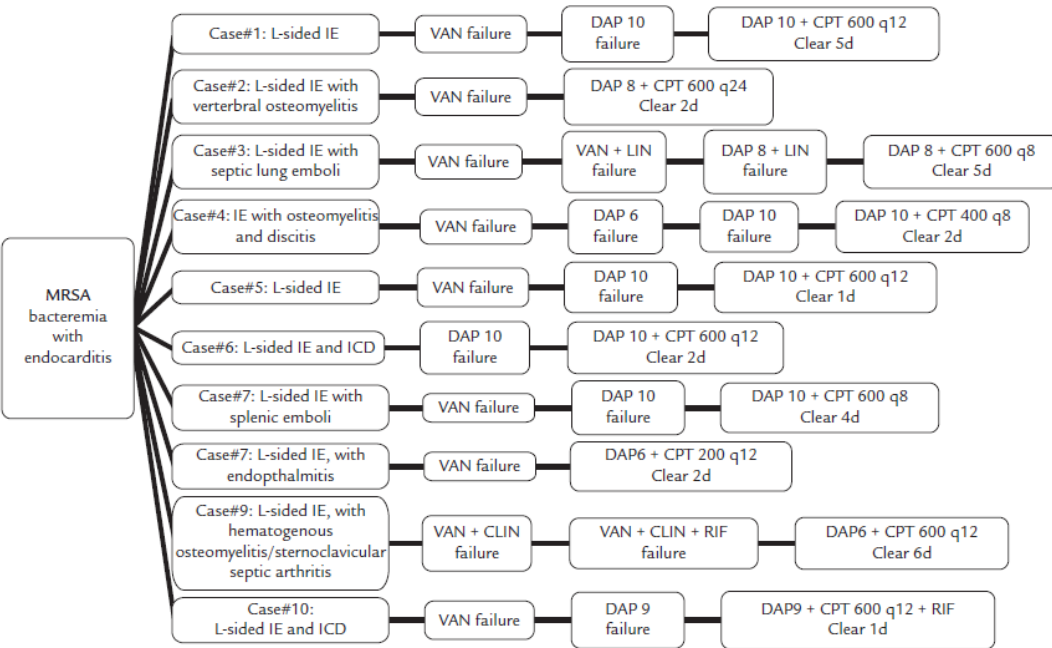 MRSA
bacteremia
with
endocarditis
Case#1: L-sided IE
VAN failure
DAP 10
failure
DAP 10 + CPT 600 q12
Clear 5d
Case#2: L-sided IE with
verterbral osteomyelitis
VAN failure
DAP 8 + CPT 600 q24
Clear 2d
Case#3: L-sided IE with
septic lung emboli
VAN failure
VAN + LIN
failure
DAP 8 + LIN
failure
DAP 8 + CPT 600 q8
Clear 5d
Case#4: IE with osteomyelitis
and discitis
VAN failure
DAP 6
failure
DAP 10
failure
DAP 10 + CPT 400 q8
Clear 2d
Case#5: L-sided IE
VAN failure
DAP 10
failure
DAP 10 + CPT 600 q12
Clear 1d
Case#6: L-sided IE and ICD
DAP 10
failure
DAP 10 + CPT 600 q12
Clear 2d
Case#7: L-sided IE with
splenic emboli
VAN failure
DAP 10
failure
DAP 10 + CPT 600 q8
Clear 4d
Case#7: L-sided IE, with
endopthalmitis
VAN failure
DAP6 + CPT 200 q12
Clear 2d
Case#9: L-sided IE, with
hematogenous
osteomyelitis/sternoclavicular
septic arthritis
VAN + CLIN
failure
VAN + CLIN + RIF
failure
DAP6 + CPT 600 q12
Clear 6d
Case#10:
L-sided IE and ICD
VAN failure
DAP 9
failure
DAP9 + CPT 600 q12 + RIF
Clear 1d